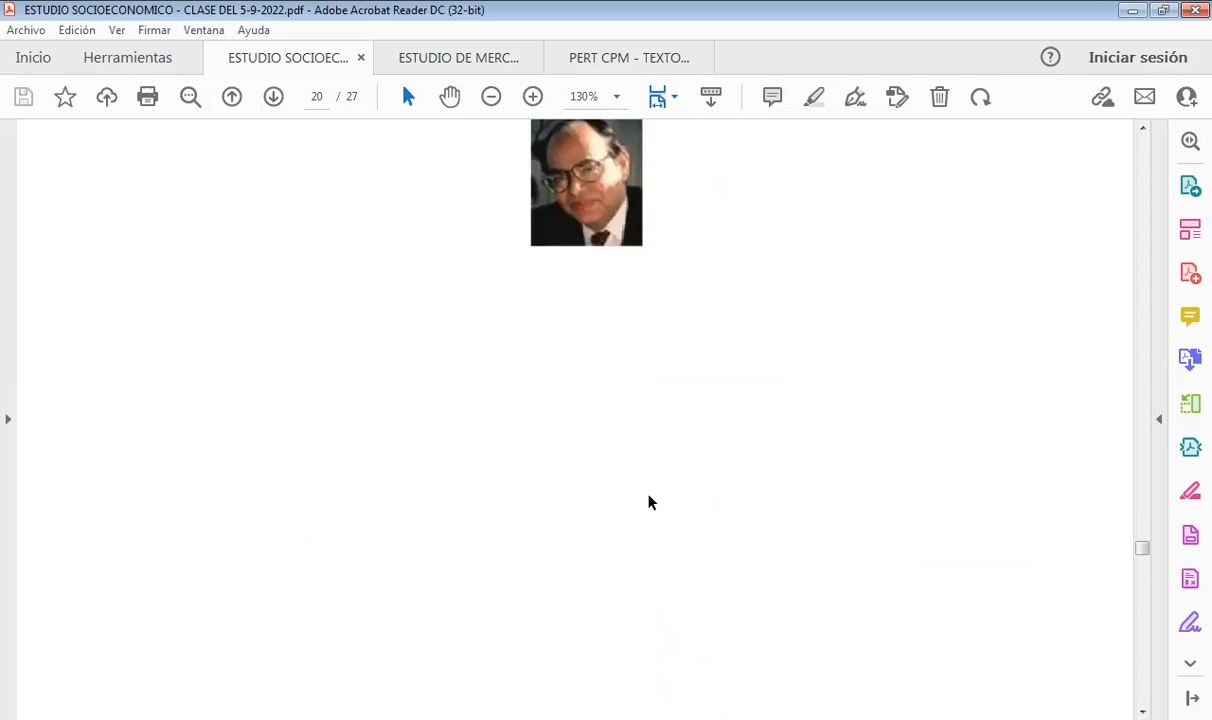 ESTUDIO SOCIOECONOMICO - CLASE DEL 5-9-2022.pdf - Adobe Acrobat Reader DC (32-bit)
Archivo Edición Ver Firmar Ventana Ayuda
Inicio Herramientas ESTUDIO SOCIOEC... × ESTUDIO DE MERC... PERT CPM - TEXTO... ? Iniciar sesión
20 / 27 130%